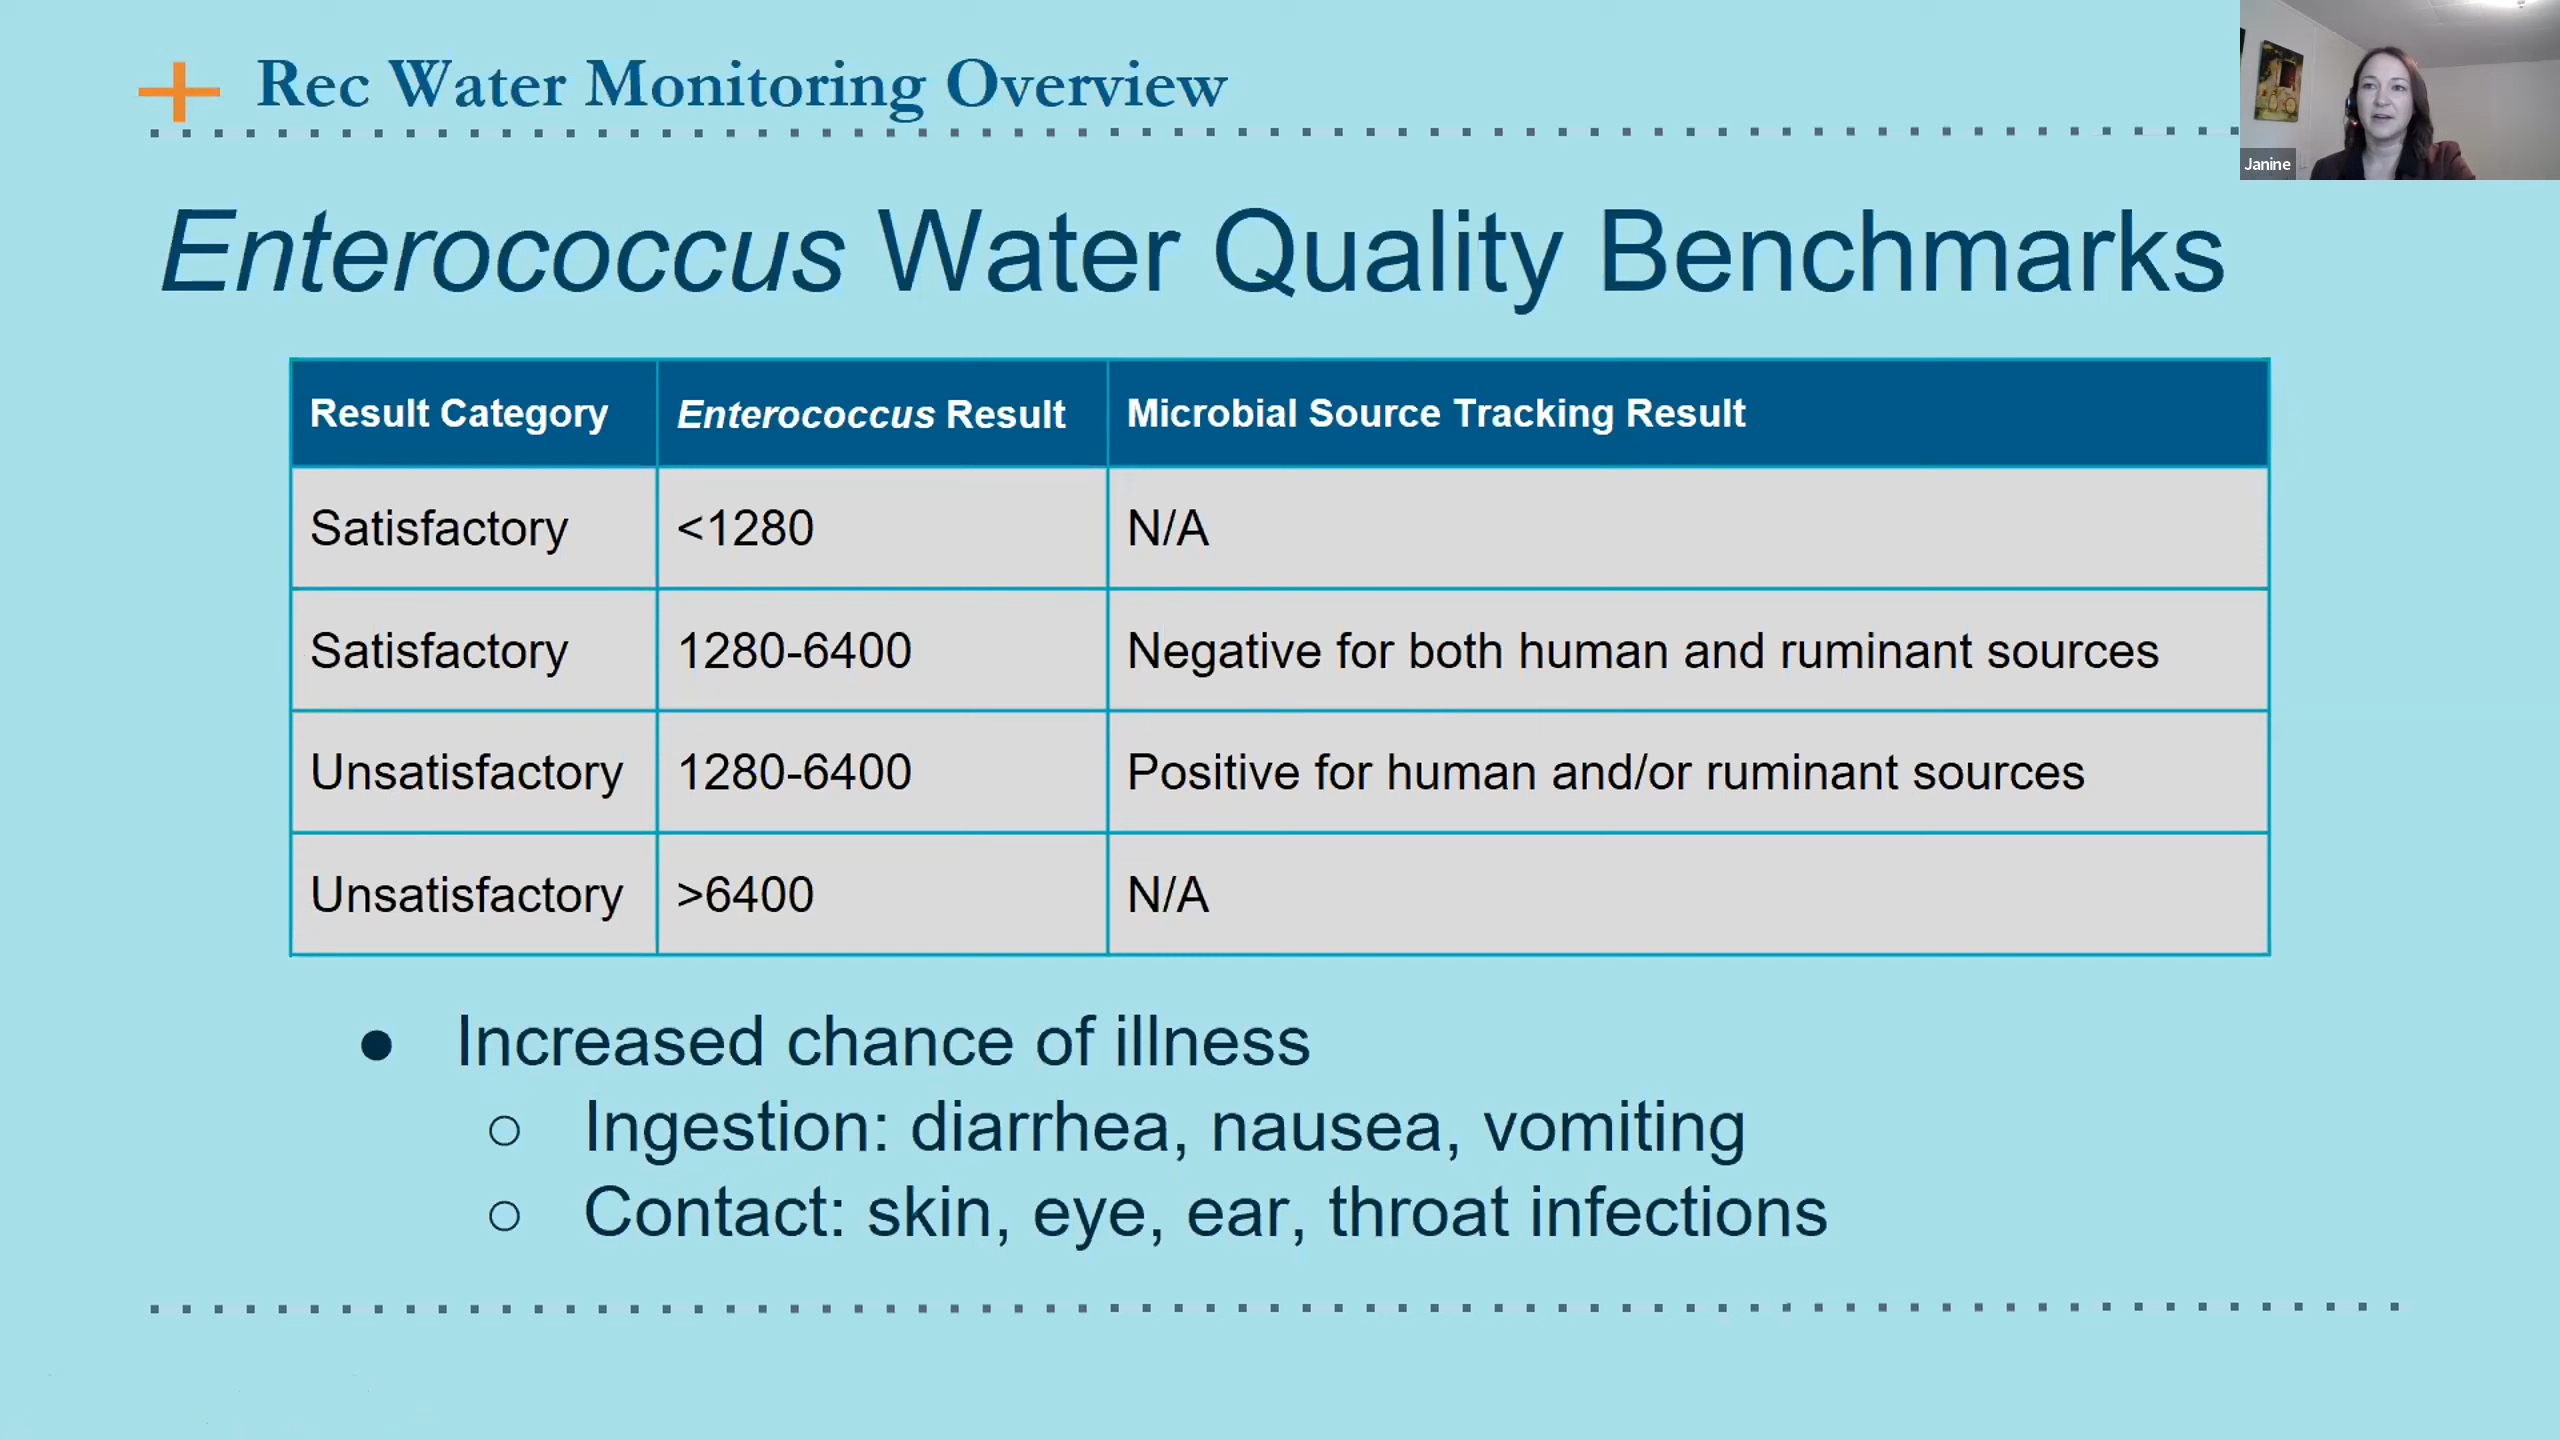 Rec Water Monitoring Overview
Janine
Enterococcus Water Quality Benchmarks
Result Category Enterococcus Result Microbial Source Tracking Result
Satisfactory <1280 N/A
Satisfactory 1280-6400 Negative for both human and ruminant sources
Unsatisfactory 1280-6400 Positive for human and/or ruminant sources
Unsatisfactory >6400 N/A
● Increased chance of illness
○ Ingestion: diarrhea, nausea, vomiting
○ Contact: skin, eye, ear, throat infections